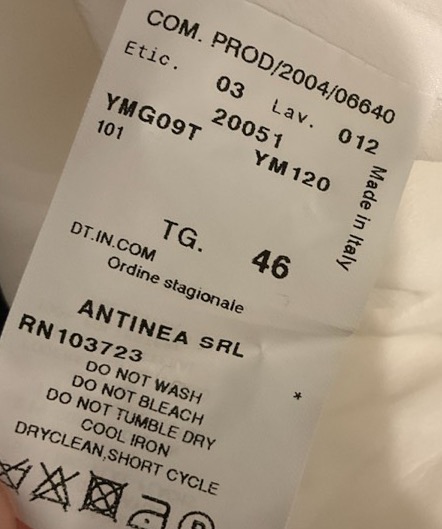 COM. PROD/2004/06640
Etic. 03 Lav. 012
YMG09T 20051
101 YM120
Made in Italy
TG. 46
DT.IN.COM
Ordine stagionale
ANTINEA SRL
RN103723
DO NOT WASH
DO NOT BLEACH
DO NOT TUMBLE DRY
COOL IRON
DRYCLEAN,SHORT CYCLE
*
P